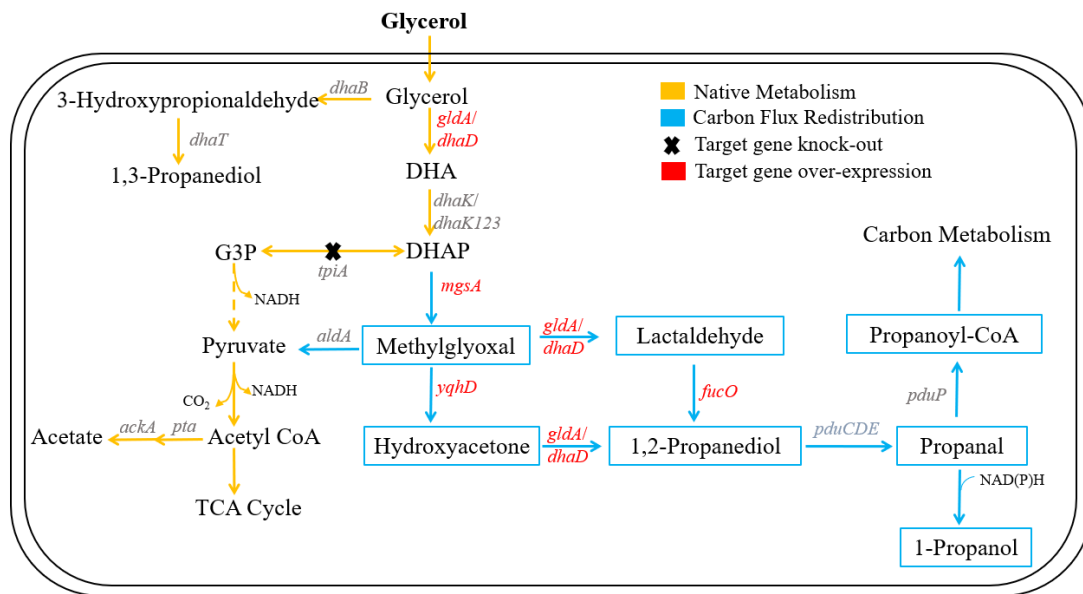 Glycerol
3-Hydroxypropionaldehyde
dhaB
Glycerol
dhaT
gldA/
dhaD
1,3-Propanediol
DHA
dhaK/
dhaK123
G3P
tpiA
DHAP
NADH
mgsA
Pyruvate
aldA
Methylglyoxal
gldA/
dhaD
Lactaldehyde
CO2
NADH
yqhD
fucO
Acetate
ackA
pta
Acetyl CoA
Hydroxyacetone
gldA/
dhaD
1,2-Propanediol
pduCDE
Propanal
TCA Cycle
Native Metabolism
Carbon Flux Redistribution
Target gene knock-out
Target gene over-expression
Carbon Metabolism
Propanoyl-CoA
pduP
NAD(P)H
1-Propanol